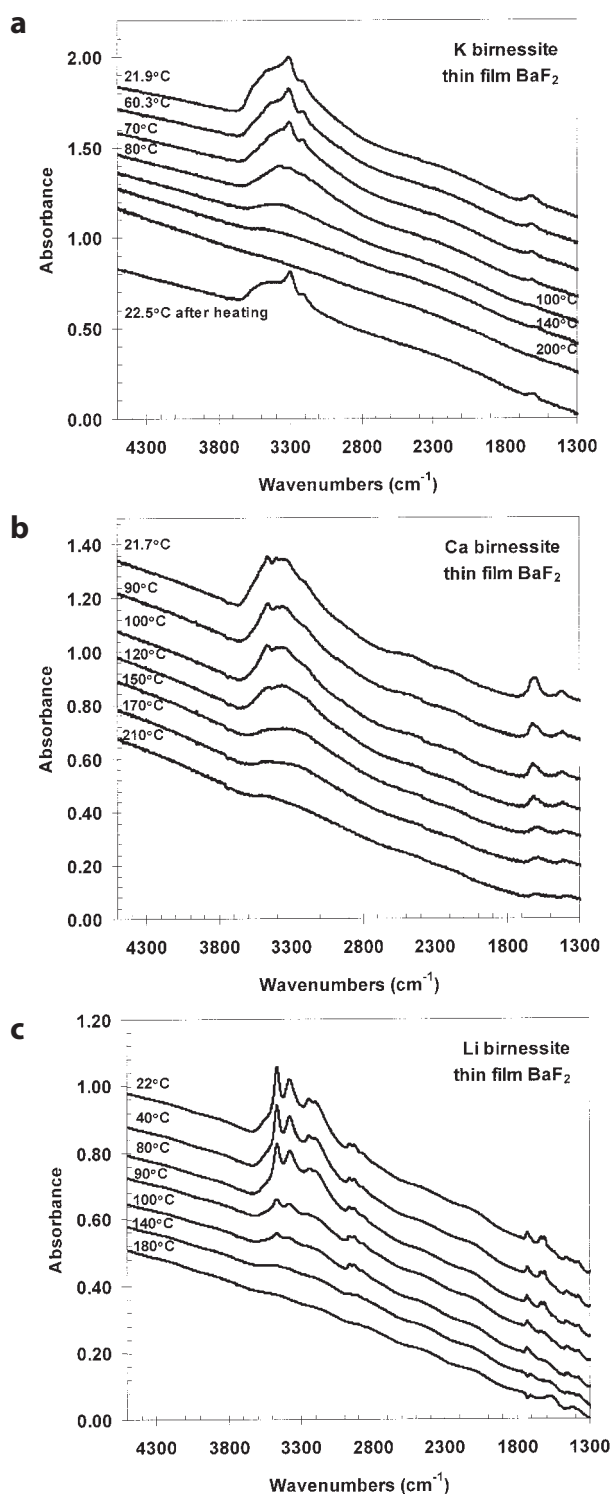 a
K birnessite
thin film BaF2
2.00
1.50
1.00
0.50
0.00
Absorbance
21.9°C
60.3°C
70°C
80°C
100°C
140°C
200°C
22.5°C after heating
4300 3800 3300 2800 2300 1800 1300
Wavenumbers (cm-1)
b
Ca birnessite
thin film BaF2
1.40
1.20
1.00
0.80
0.60
0.40
0.20
0.00
Absorbance
21.7°C
90°C
100°C
120°C
150°C
170°C
210°C
4300 3800 3300 2800 2300 1800 1300
Wavenumbers (cm-1)
c
Li birnessite
thin film BaF2
1.20
1.00
0.80
0.60
0.40
0.20
0.00
Absorbance
22°C
40°C
80°C
90°C
100°C
140°C
180°C
4300 3800 3300 2800 2300 1800 1300
Wavenumbers (cm-1)